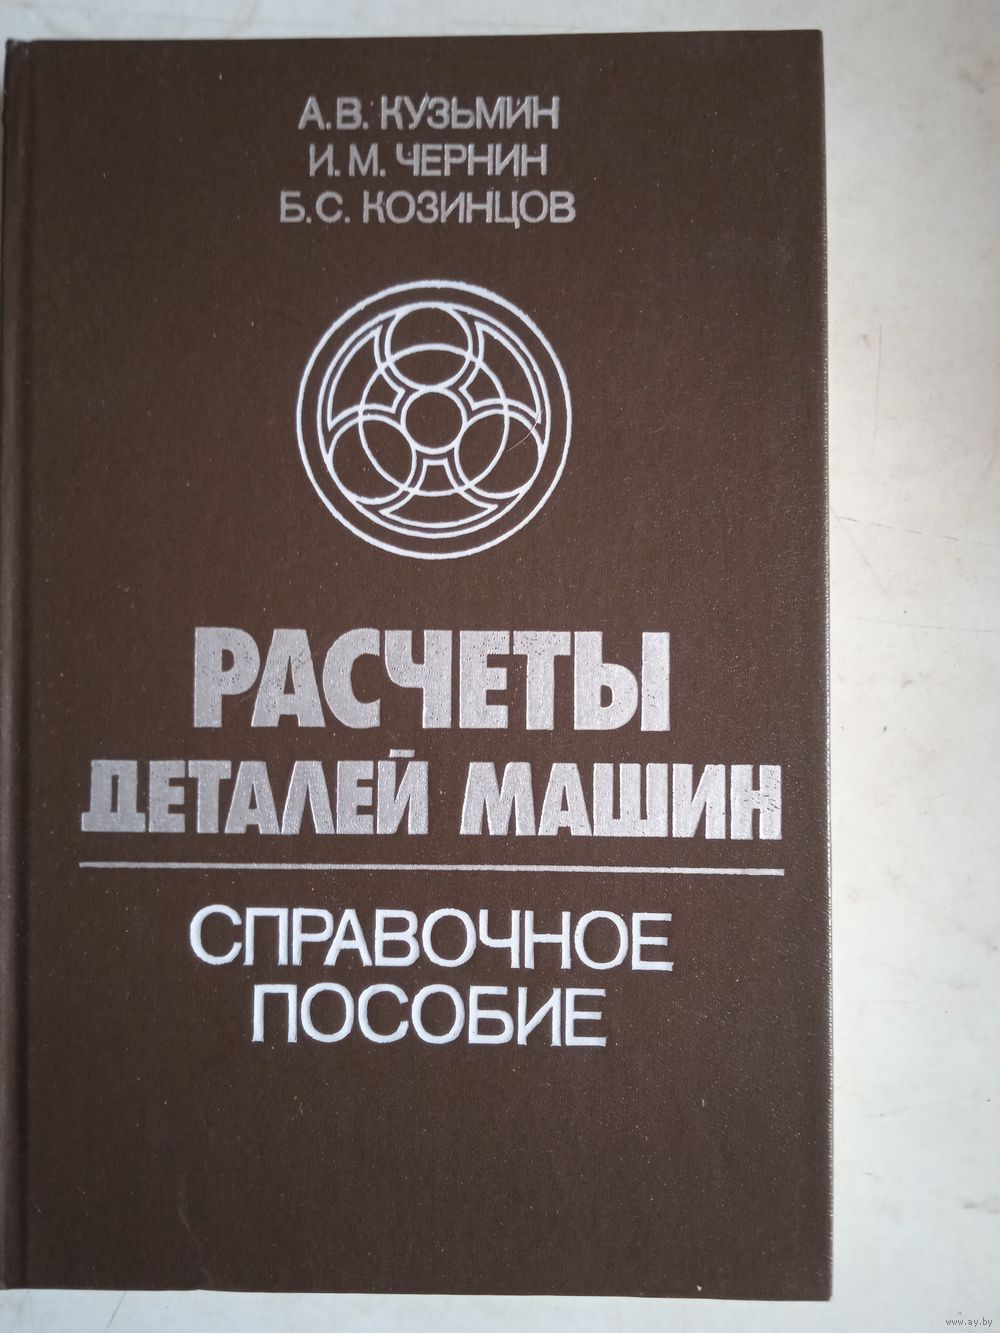 А.В. КУЗЬМИН
И.М. ЧЕРНИН
Б.С. КОЗИНЦОВ
РАСЧЕТЫ
ДЕТАЛЕЙ МАШИН
СПРАВОЧНОЕ
ПОСОБИЕ
www.ay.by